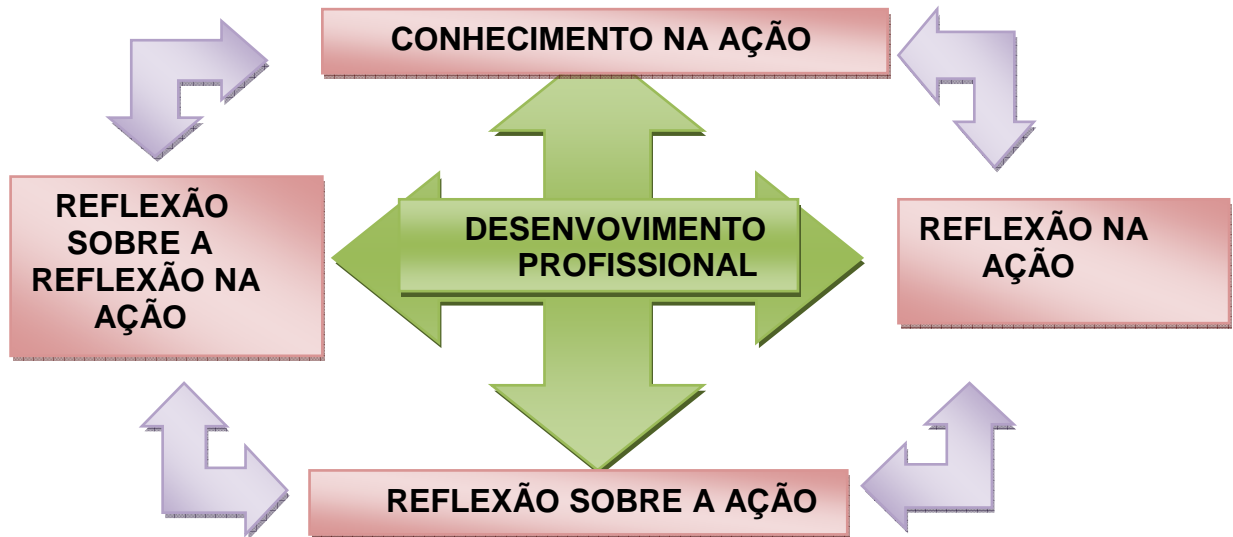 CONHECIMENTO NA AÇÃO
REFLEXÃO
SOBRE A
REFLEXÃO NA
AÇÃO
DESENVOVIMENTO
PROFISSIONAL
REFLEXÃO NA
AÇÃO
REFLEXÃO SOBRE A AÇÃO